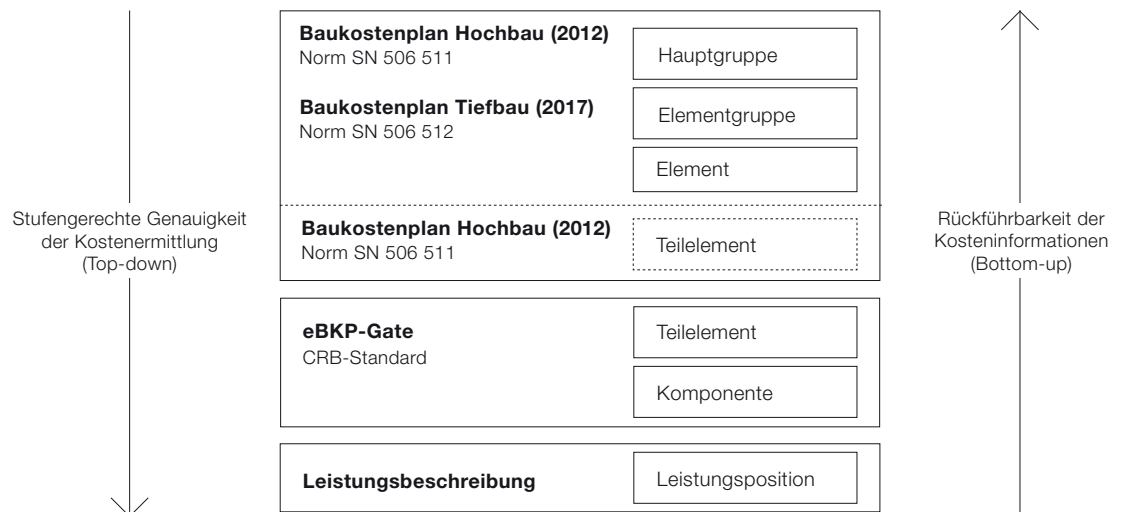 Baukostenplan Hochbau (2012)
Norm SN 506 511
Hauptgruppe
Baukostenplan Tiefbau (2017)
Norm SN 506 512
Elementgruppe
Element
Stufengerechte Genauigkeit
der Kostenermittlung
(Top-down)
Baukostenplan Hochbau (2012)
Norm SN 506 511
Teilelement
Rückführbarkeit der
Kosteninformationen
(Bottom-up)
eBKP-Gate
CRB-Standard
Teilelement
Komponente
Leistungsbeschreibung
Leistungsposition